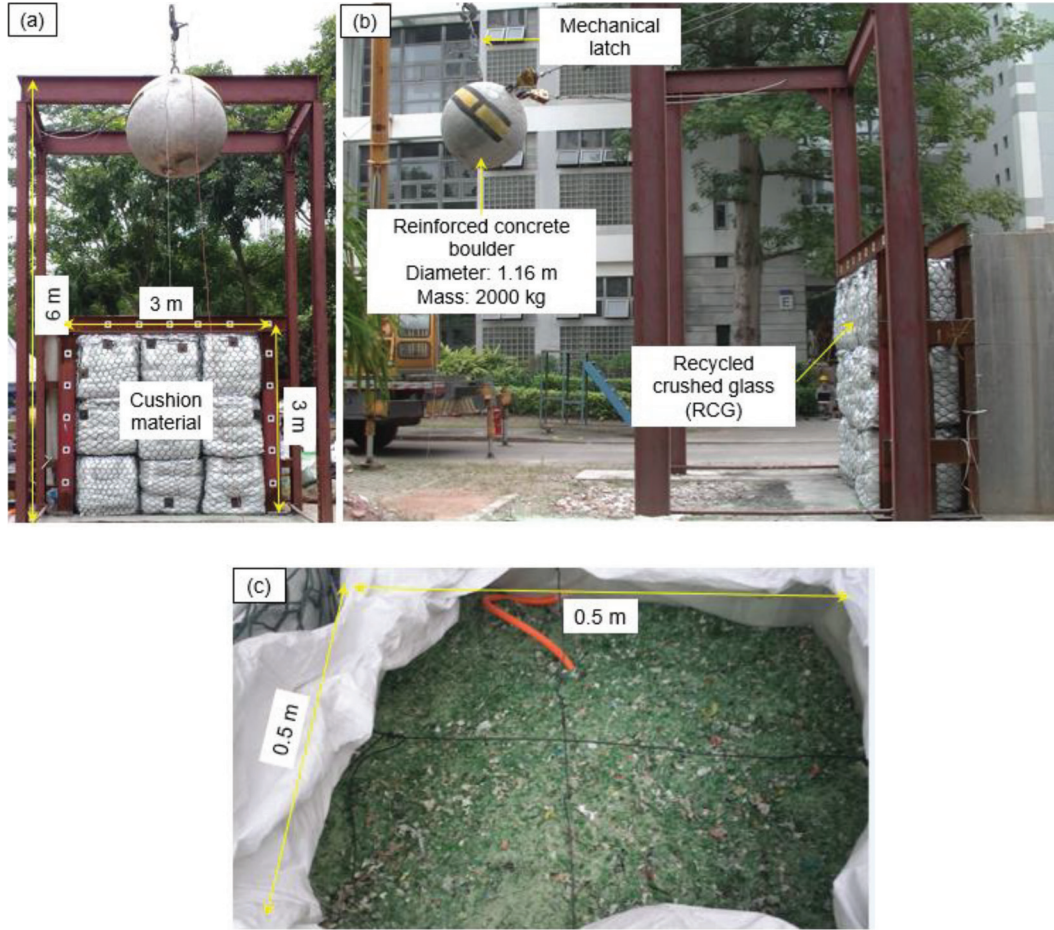 (a)
6 m
3 m
Cushion
material
3 m
(b)
Mechanical
latch
Reinforced concrete
boulder
Diameter: 1.16 m
Mass: 2000 kg
E
Recycled
crushed glass
(RCG)
(c)
0.5 m
0.5 m